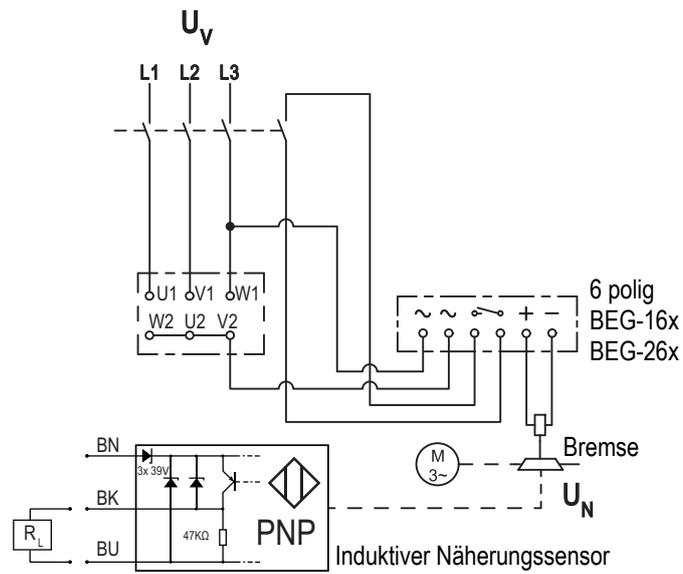 U_V
L1 L2 L3
U1 V1 W1
W2 U2 V2
∼ ∼ + −
6 polig
BEG-16x
BEG-26x
BN
3x 39V
BK
47KΩ
BU
R_L
PNP
M
3~
Bremse
U_N
Induktiver Näherungssensor